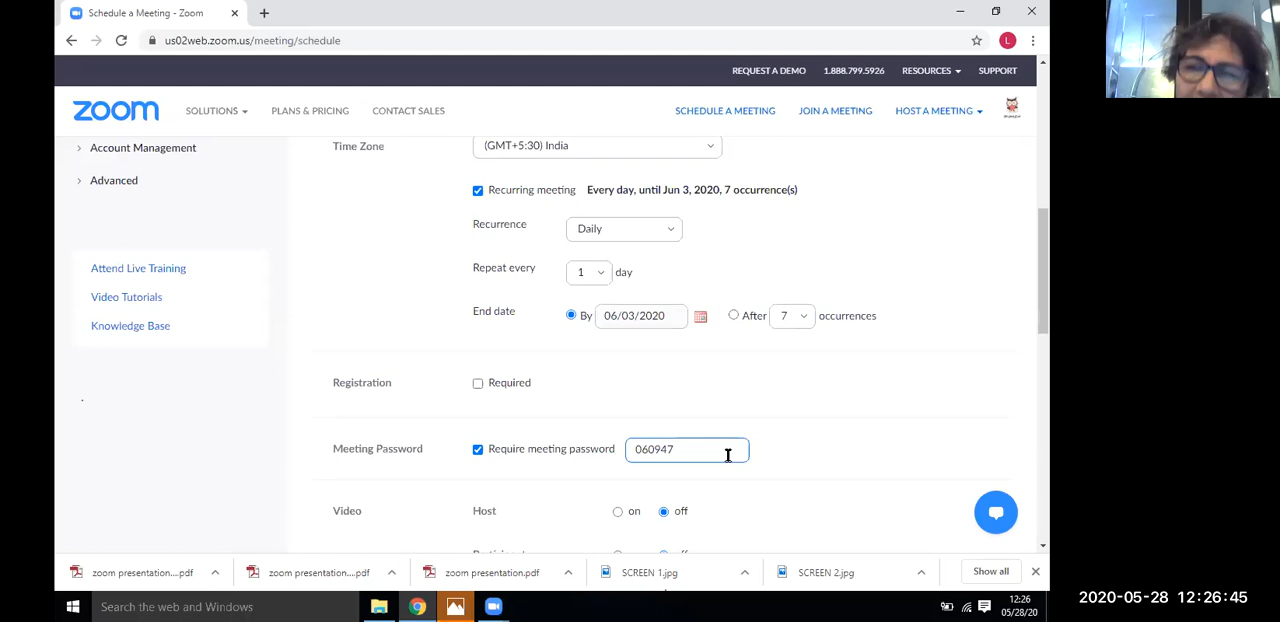 Schedule a Meeting - Zoom
us02web.zoom.us/meeting/schedule
L
REQUEST A DEMO 1.888.799.5926 RESOURCES SUPPORT
zoom SOLUTIONS PLANS & PRICING CONTACT SALES SCHEDULE A MEETING JOIN A MEETING HOST A MEETING
Account Management
Advanced
Attend Live Training
Video Tutorials
Knowledge Base
Time Zone (GMT+5:30) India
Recurring meeting Every day, until Jun 3, 2020, 7 occurrence(s)
Recurrence Daily
Repeat every 1 day
End date By 06/03/2020 After 7 occurrences
Registration Required
Meeting Password Require meeting password 060947
Video Host on off
zoom presentation....pdf zoom presentation....pdf zoom presentation.pdf SCREEN 1.jpg SCREEN 2.jpg Show all
Search the web and Windows
12:26
05/28/20
2020-05-28 12:26:45